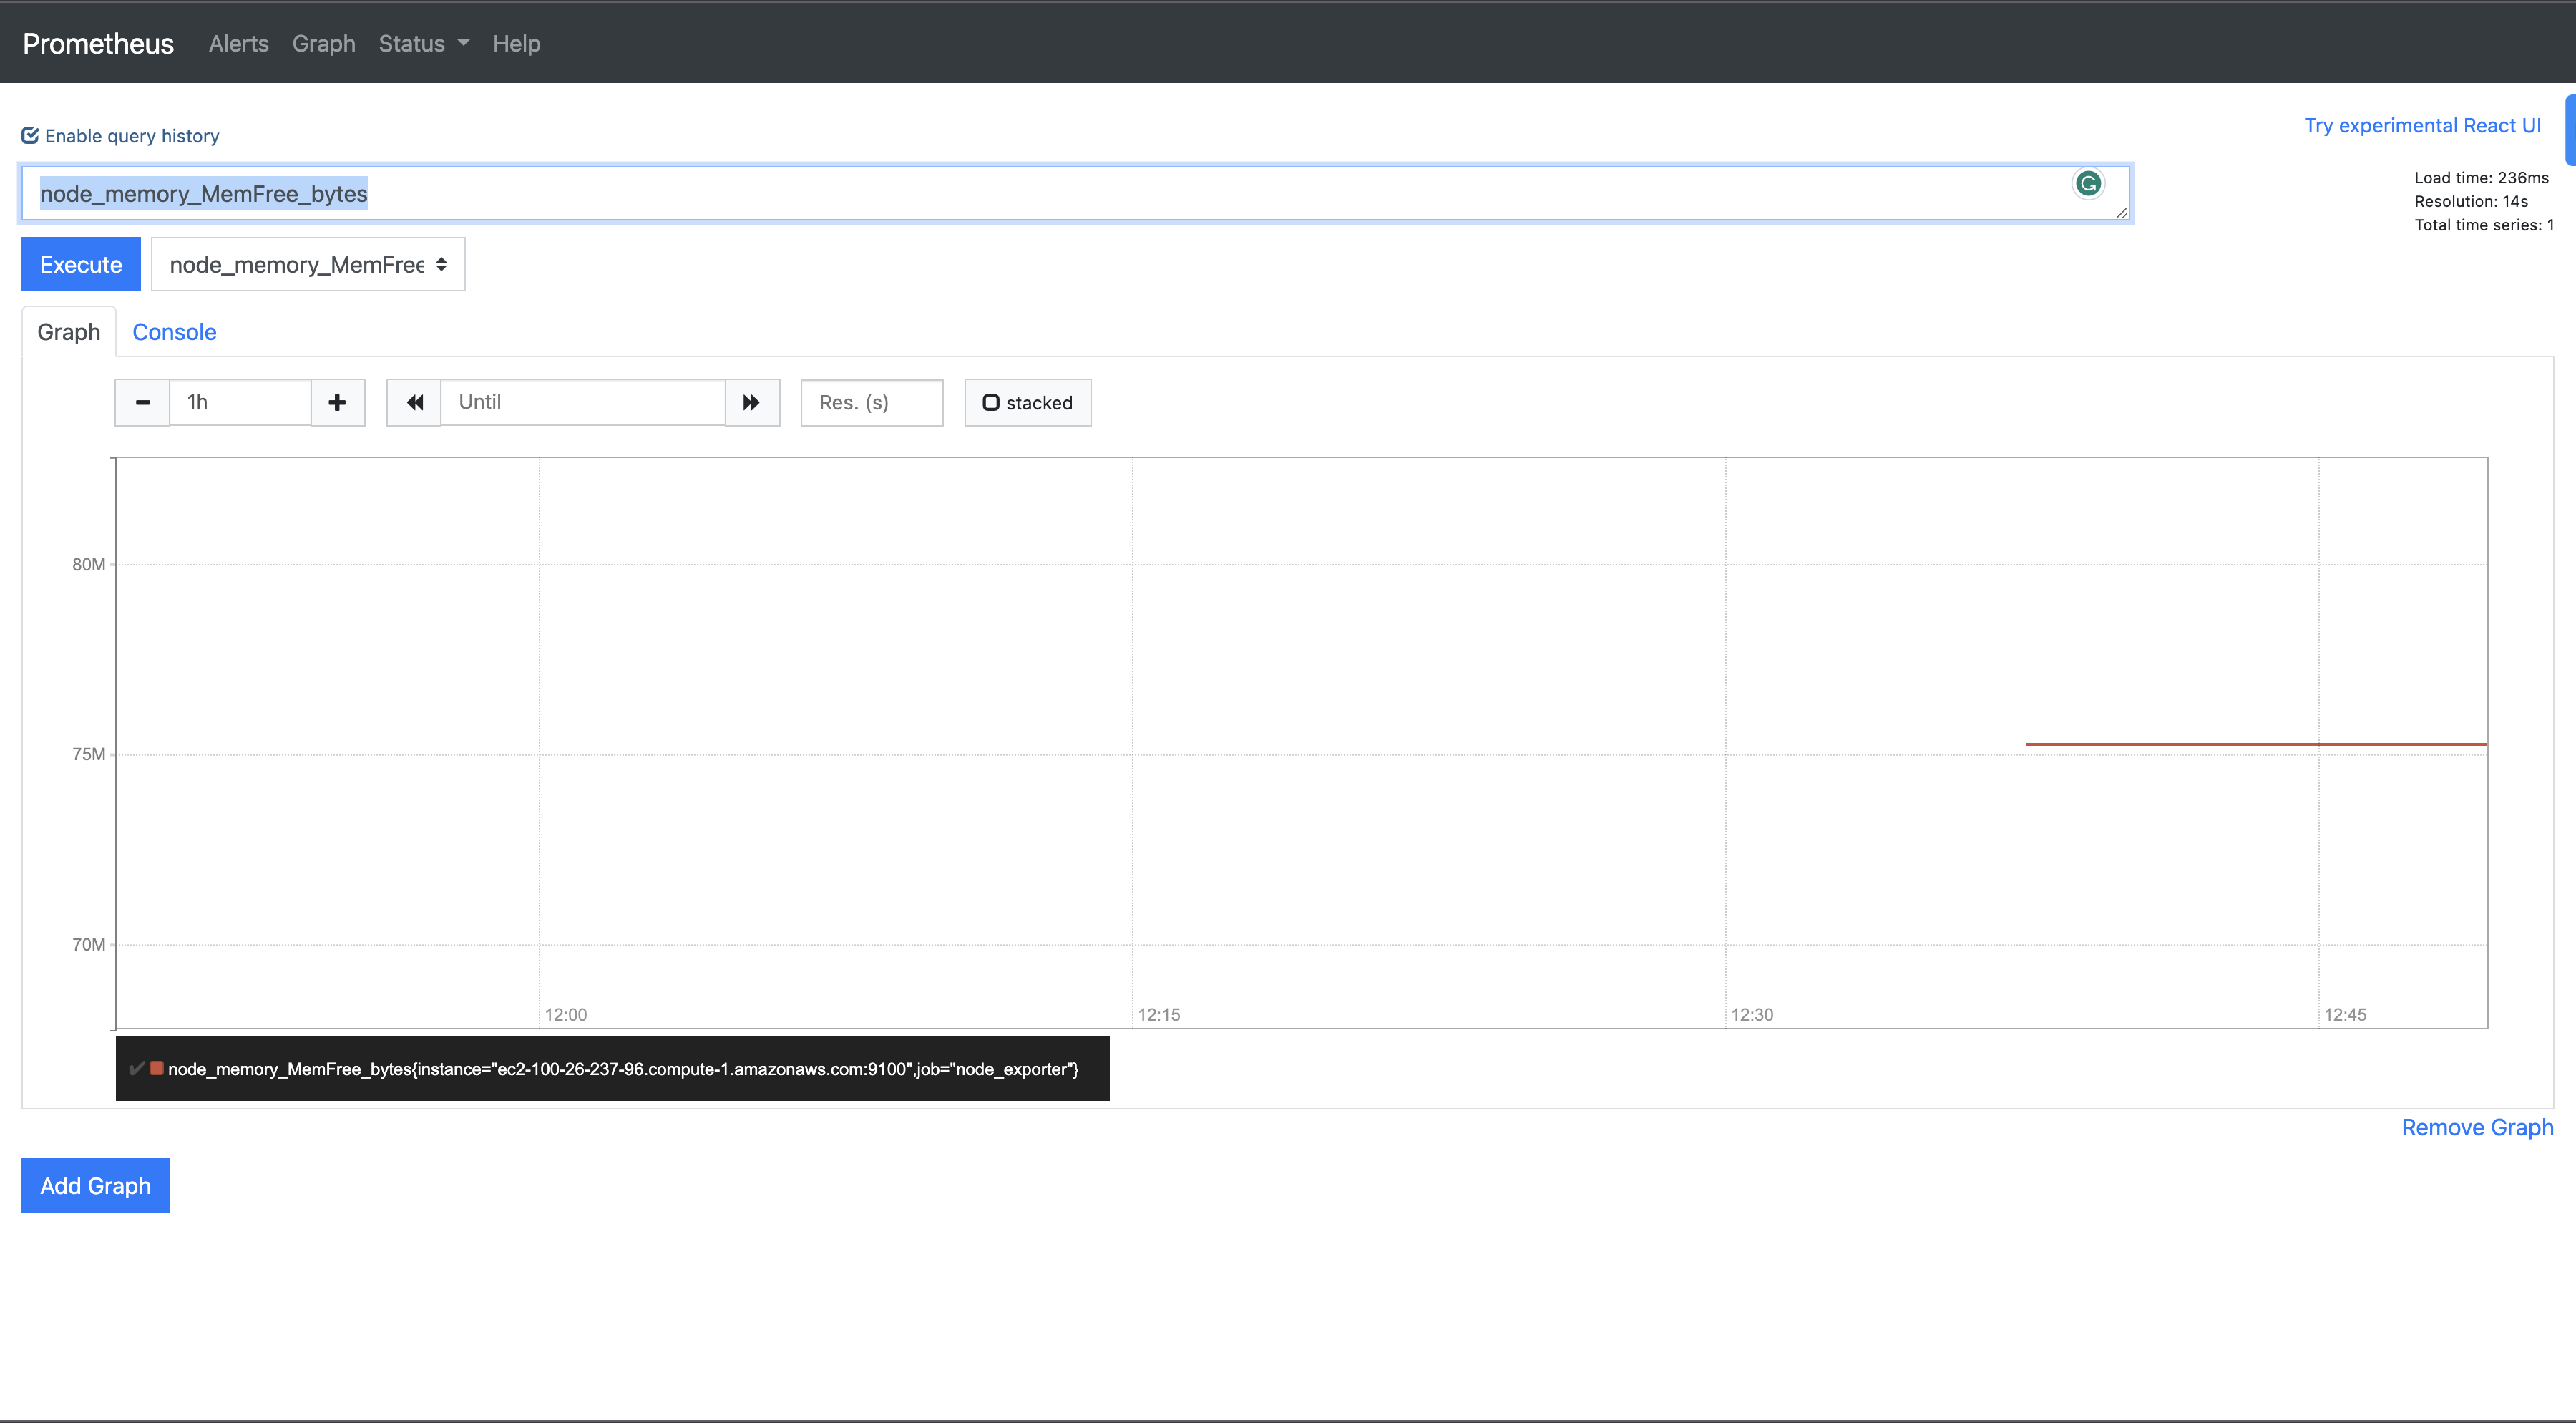 Prometheus Alerts Graph Status Help
Enable query history
Try experimental React UI
node_memory_MemFree_bytes
Load time: 236ms
Resolution: 14s
Total time series: 1
Execute node_memory_MemFree
Graph Console
1h Until Res. (s) stacked
80M
75M
70M
12:00 12:15 12:30 12:45
node_memory_MemFree_bytes{instance="ec2-100-26-237-96.compute-1.amazonaws.com:9100",job="node_exporter"}
Remove Graph
Add Graph